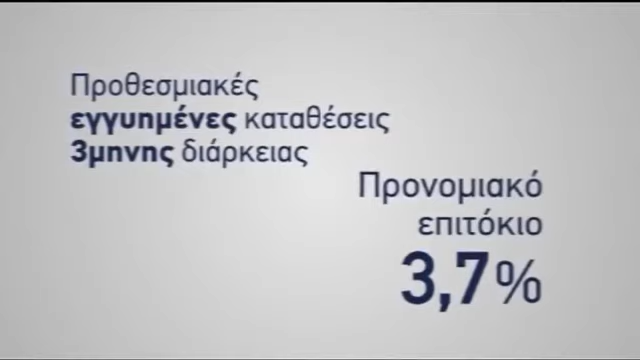 Προθεσμιακές
εγγυημένες καταθέσεις
3μηνης διάρκειας
Προνομιακό
επιτόκιο
3,7%